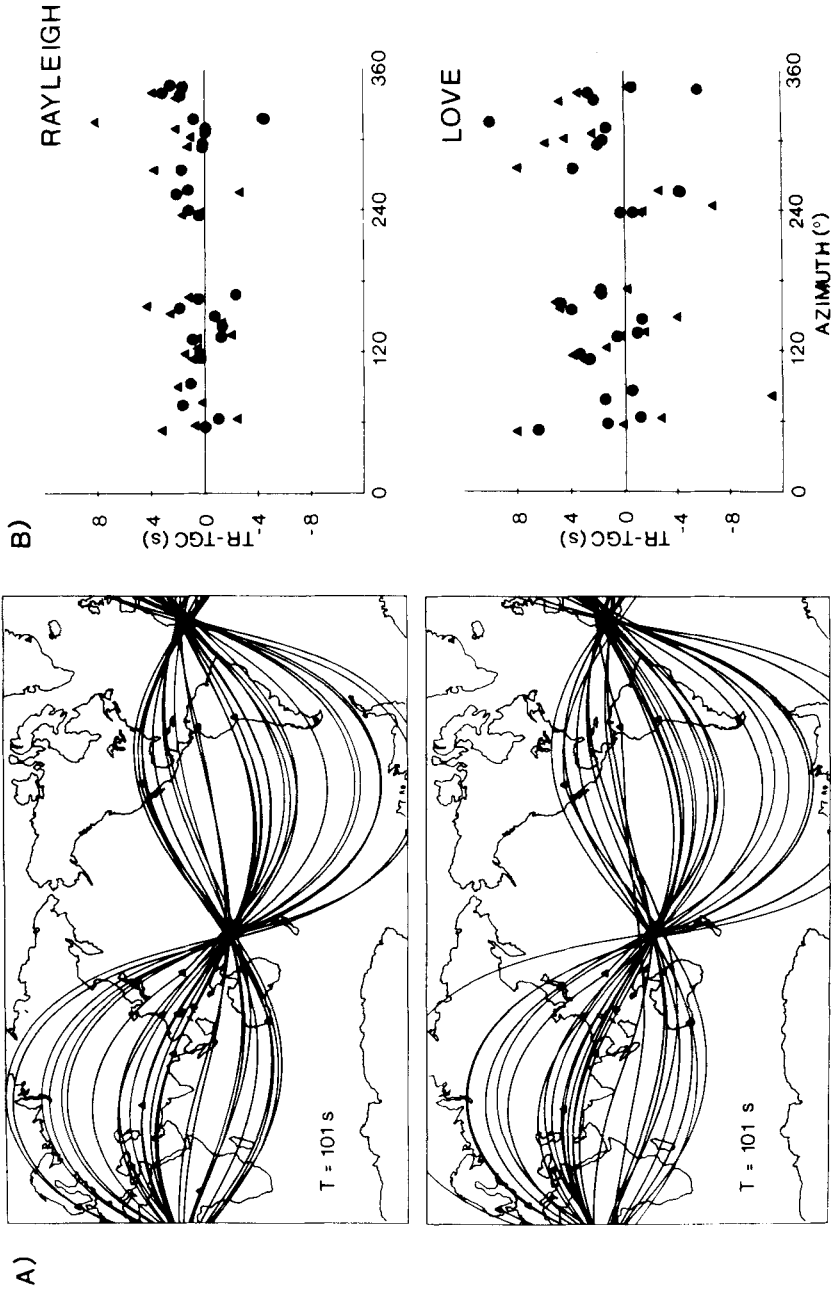 A)
T = 101 s
T = 101 s
B)
RAYLEIGH
TR-TGC (s)
8
4
0
-4
-8
0
120
240
360
LOVE
TR-TGC (s)
8
4
0
-4
-8
0
120
240
360
AZIMUTH (°)